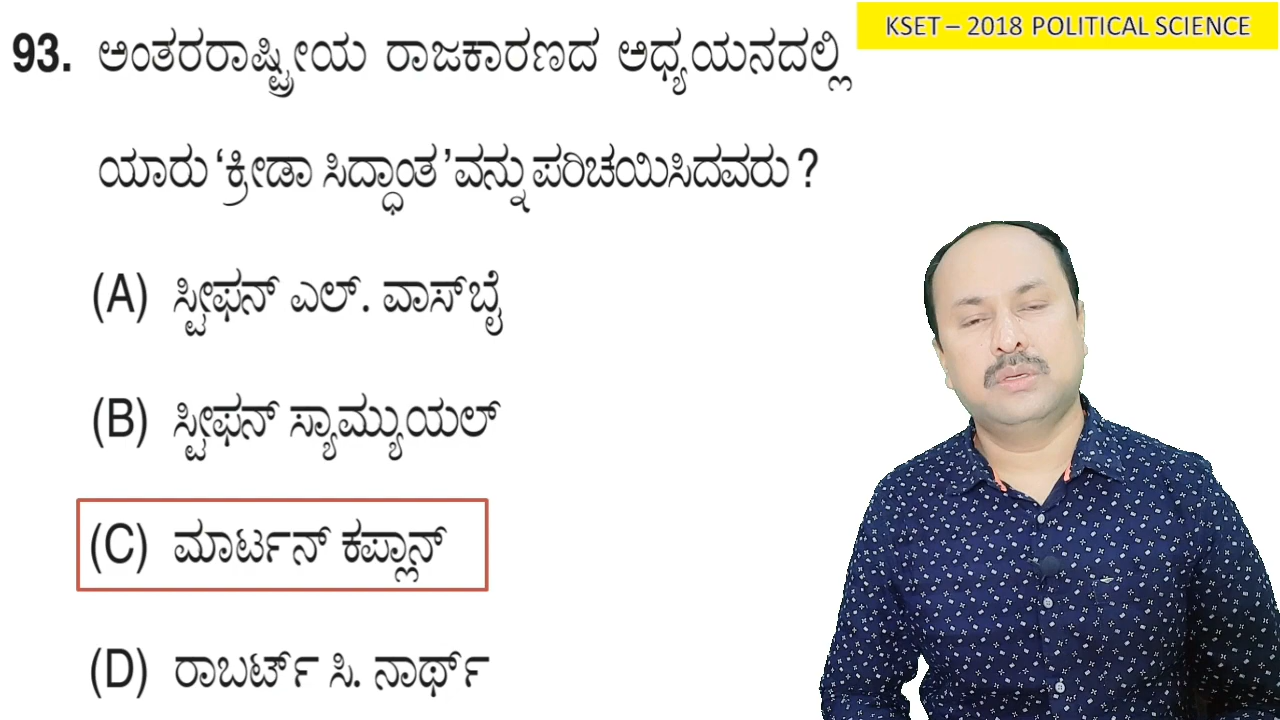 KSET – 2018 POLITICAL SCIENCE
93. ಅಂತರರಾಷ್ಟ್ರೀಯ ರಾಜಕಾರಣದ ಅಧ್ಯಯನದಲ್ಲಿ
ಯಾರು ‘ಕ್ರೀಡಾ ಸಿದ್ಧಾಂತ’ವನ್ನು ಪರಿಚಯಿಸಿದವರು ?
(A) ಸ್ಟೀಫನ್ ಎಲ್. ವಾಸ್‌ಬೈ
(B) ಸ್ಟೀಫನ್ ಸ್ಯಾಮ್ಯುಯಲ್
(C) ಮಾರ್ಟನ್ ಕಪ್ಲಾನ್
(D) ರಾಬರ್ಟ್ ಸಿ. ನಾರ್ಥ್